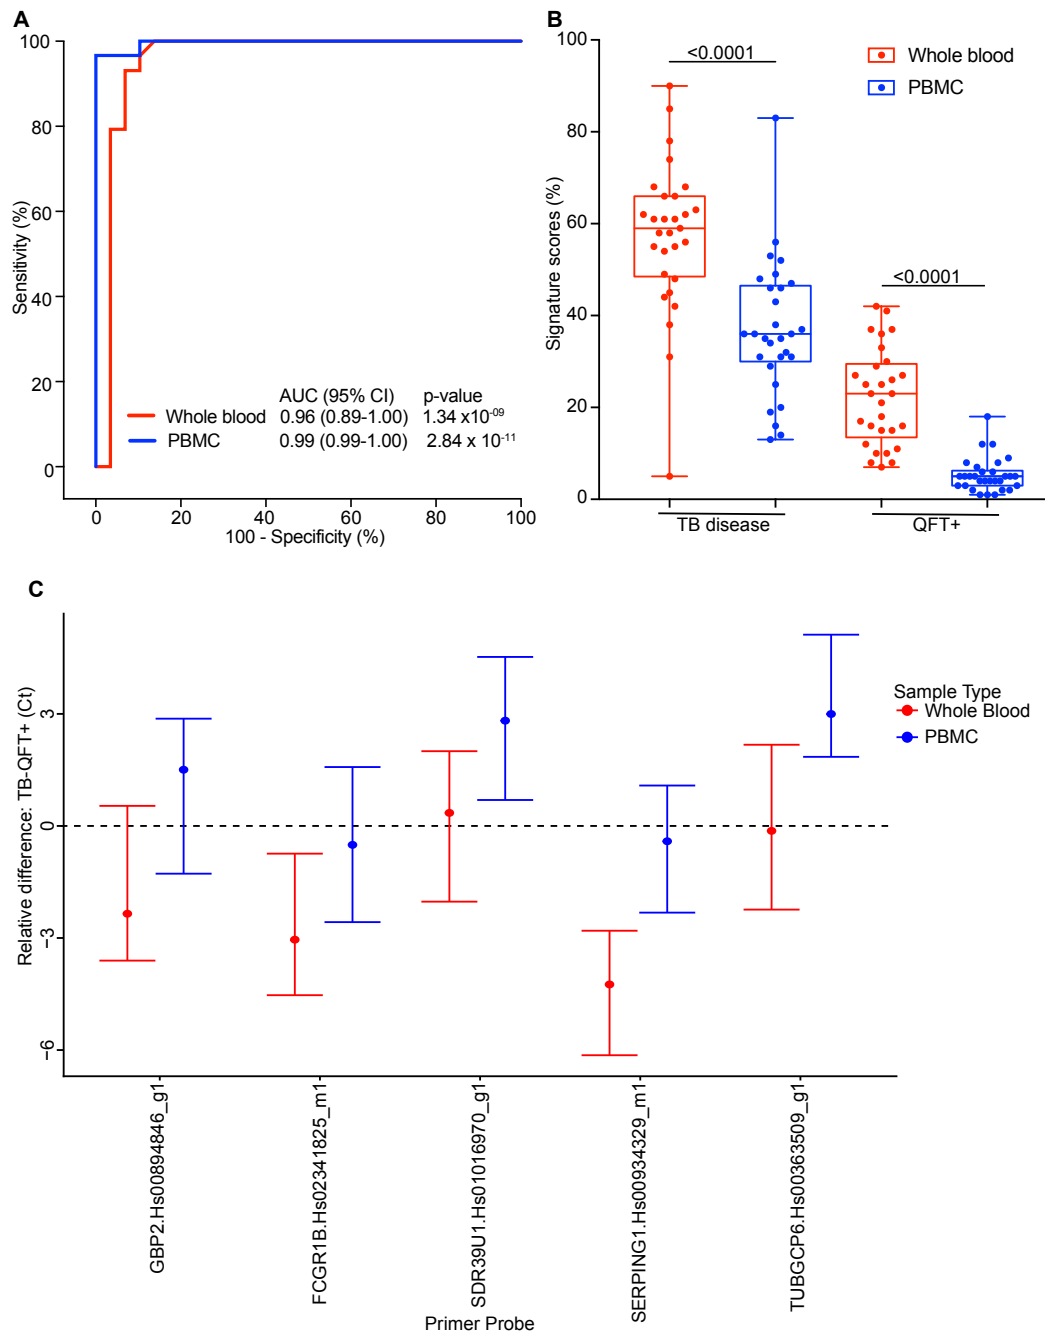 A
100
80
60
40
20
0
Sensitivity (%)
AUC (95% CI) p-value
Whole blood 0.96 (0.89-1.00) 1.34 x10-09
PBMC 0.99 (0.99-1.00) 2.84 x 10-11
0 20 40 60 80 100
100 - Specificity (%)
B
100
80
60
40
20
0
Signature scores (%)
<0.0001
<0.0001
Whole blood
PBMC
TB disease QFT+
C
3
0
-3
-6
Relative difference: TB-QFT+ (Ct)
Sample Type
Whole Blood
PBMC
GBP2.Hs00894846_g1
FCGR1B.Hs02341825_m1
SDR39U1.Hs01016970_g1
SERPING1.Hs00934329_m1
TUBGCP6.Hs00363509_g1
Primer Probe